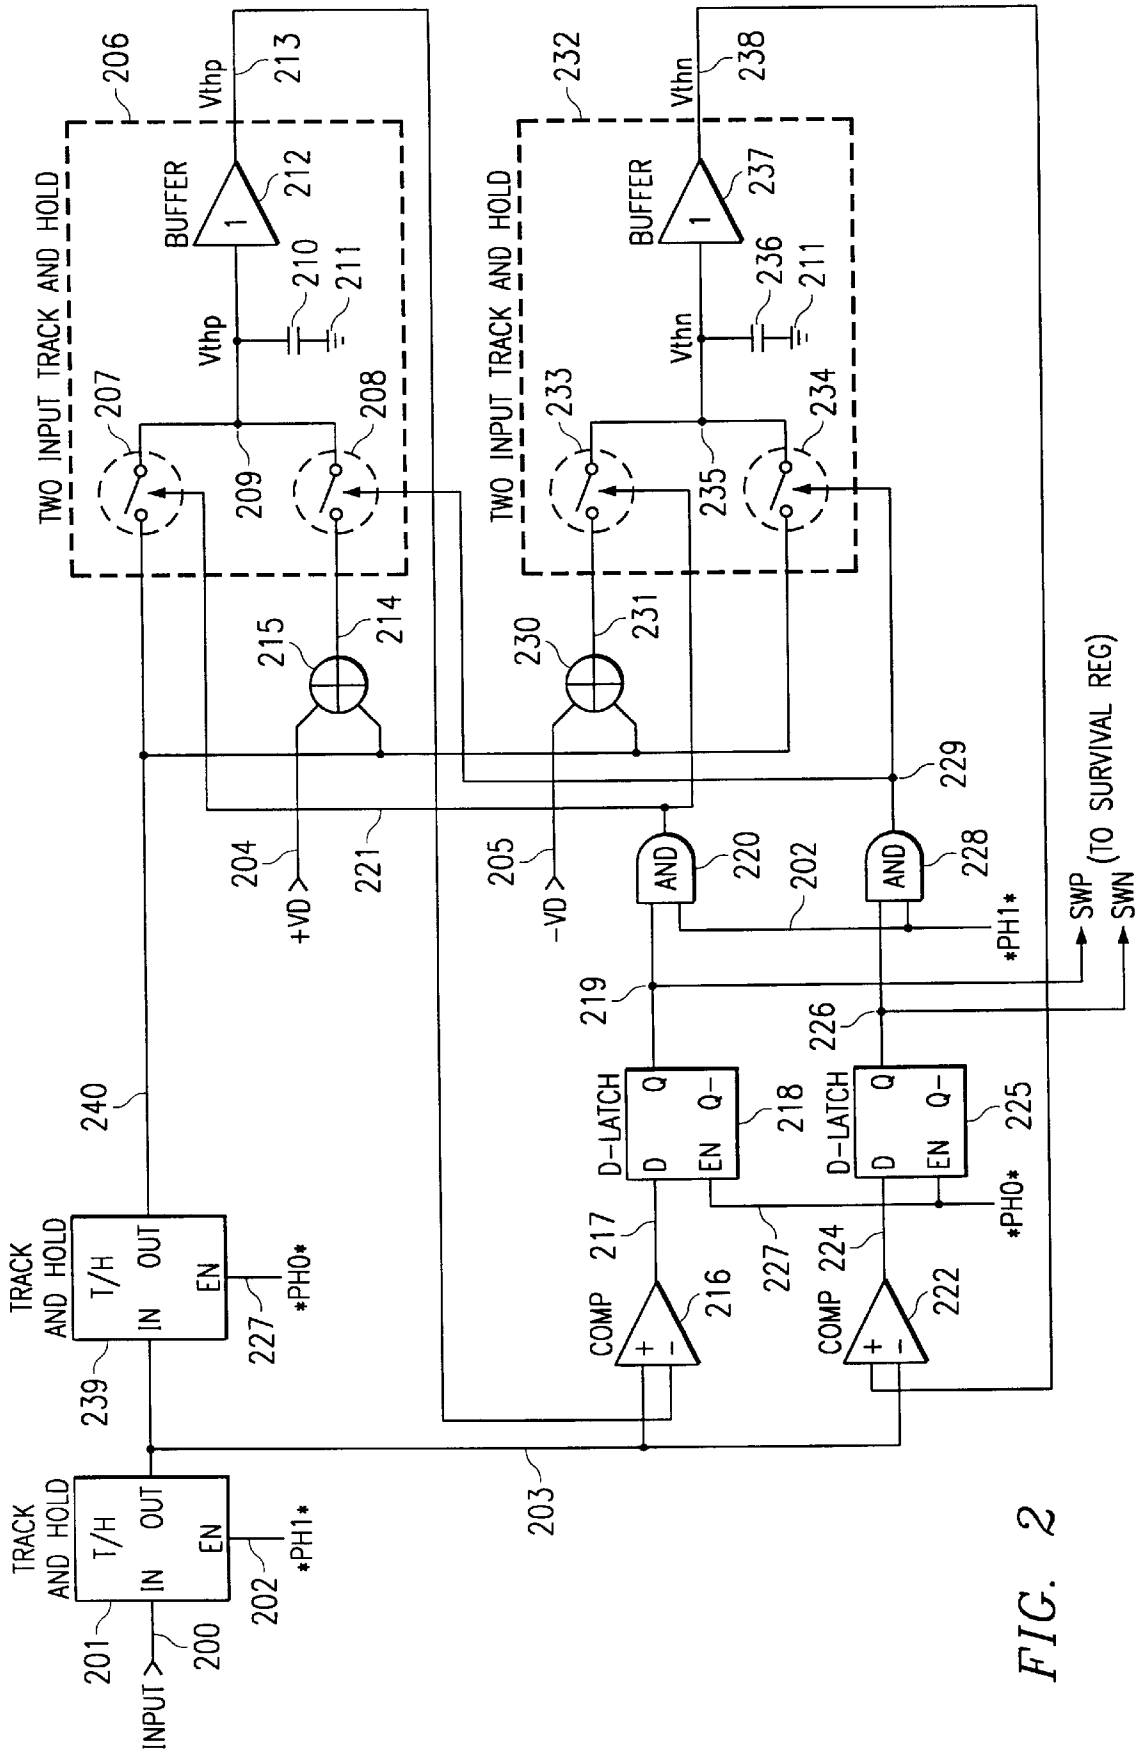 TRACK
AND HOLD
T/H
IN
OUT
EN
201
INPUT
200
202
*PH1*
TRACK
AND HOLD
T/H
IN
OUT
EN
239
227
*PH0*
240
203
TWO INPUT TRACK AND HOLD
206
207
208
209
Vthp
210
211
BUFFER
1
212
Vthp
213
214
215
+VD
204
221
TWO INPUT TRACK AND HOLD
232
233
234
235
Vthn
236
211
BUFFER
1
237
Vthn
238
231
230
-VD
205
COMP
+
-
216
217
D-LATCH
D
Q
EN
Q-
218
219
AND
220
202
*PH1*
227
*PH0*
COMP
+
-
222
224
D-LATCH
D
Q
EN
Q-
225
226
AND
228
229
SWP
SWN
(TO SURVIVAL REG)
FIG. 2